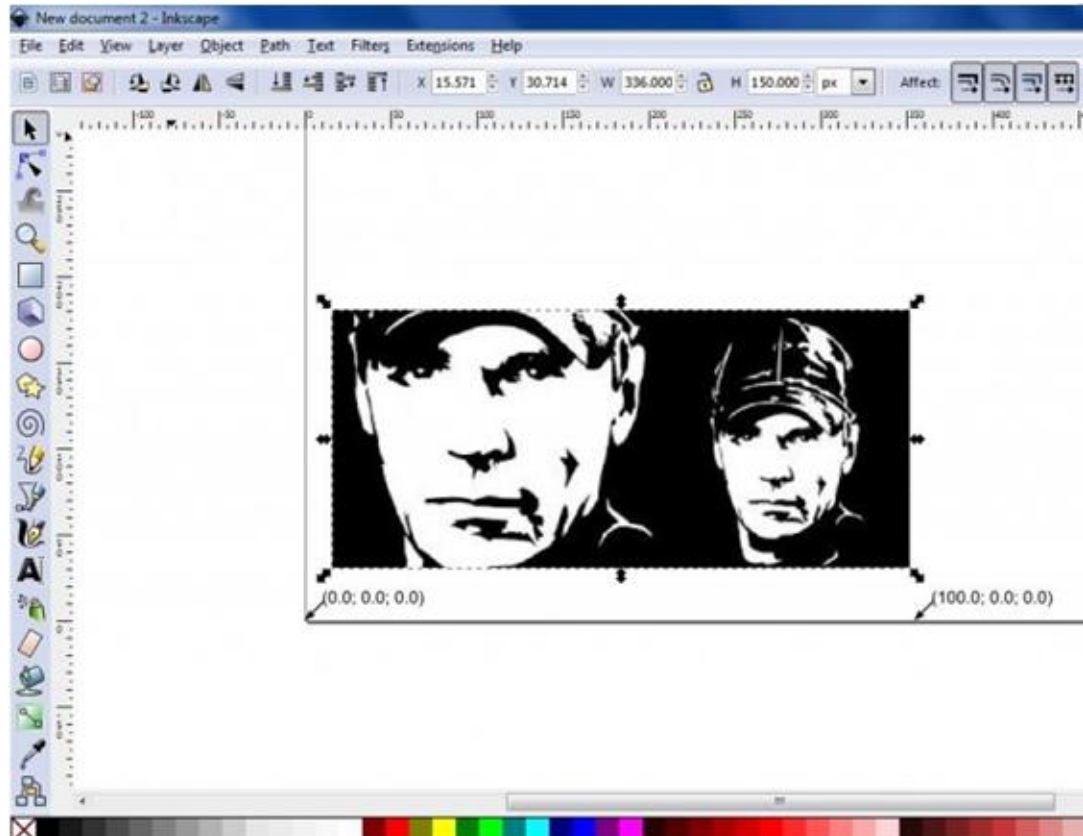 New document 2 - Inkscape
File Edit View Layer Object Path Text Filters Extensions Help
X 15.571 Y 30.714 W 336.000 H 150.000 px Affect:
(0.0; 0.0; 0.0)
(100.0; 0.0; 0.0)
A